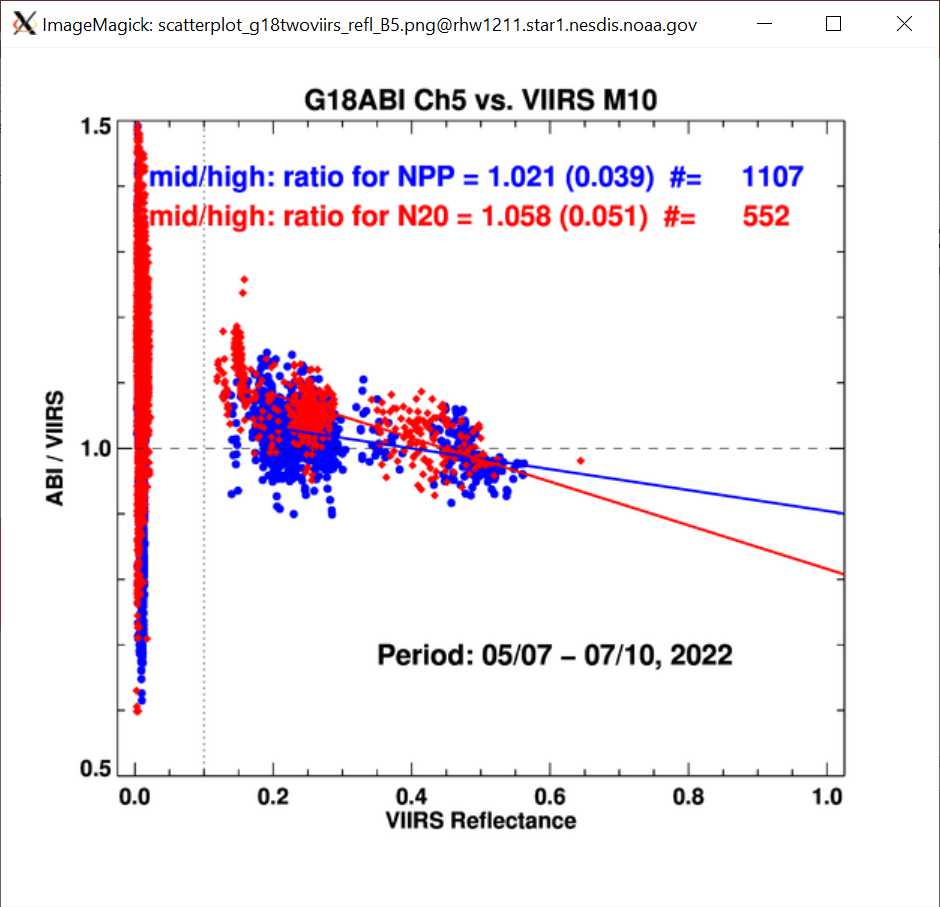 ImageMagick: scatterplot_g18twoviirs_refl_B5.png@rhw1211.star1.nesdis.noaa.gov
G18ABI Ch5 vs. VIIRS M10
1.5
mid/high: ratio for NPP = 1.021 (0.039) #= 1107
mid/high: ratio for N20 = 1.058 (0.051) #= 552
ABI / VIIRS
1.0
Period: 05/07 – 07/10, 2022
0.5
0.0 0.2 0.4 0.6 0.8 1.0
VIIRS Reflectance